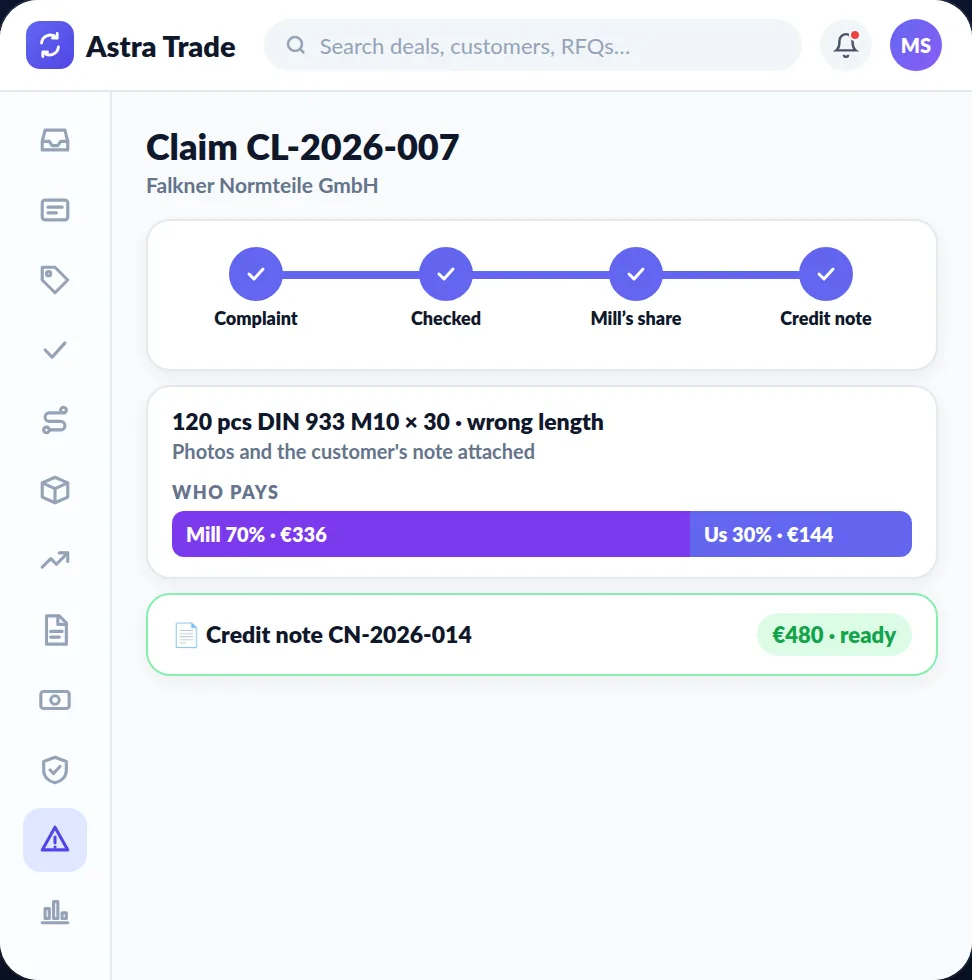 Astra Trade
Search deals, customers, RFQs...
MS
Claim CL-2026-007
Falkner Normteile GmbH
Complaint
Checked
Mill’s share
Credit note
120 pcs DIN 933 M10 × 30 · wrong length
Photos and the customer's note attached
WHO PAYS
Mill 70% · €336
Us 30% · €144
Credit note CN-2026-014
€480 · ready